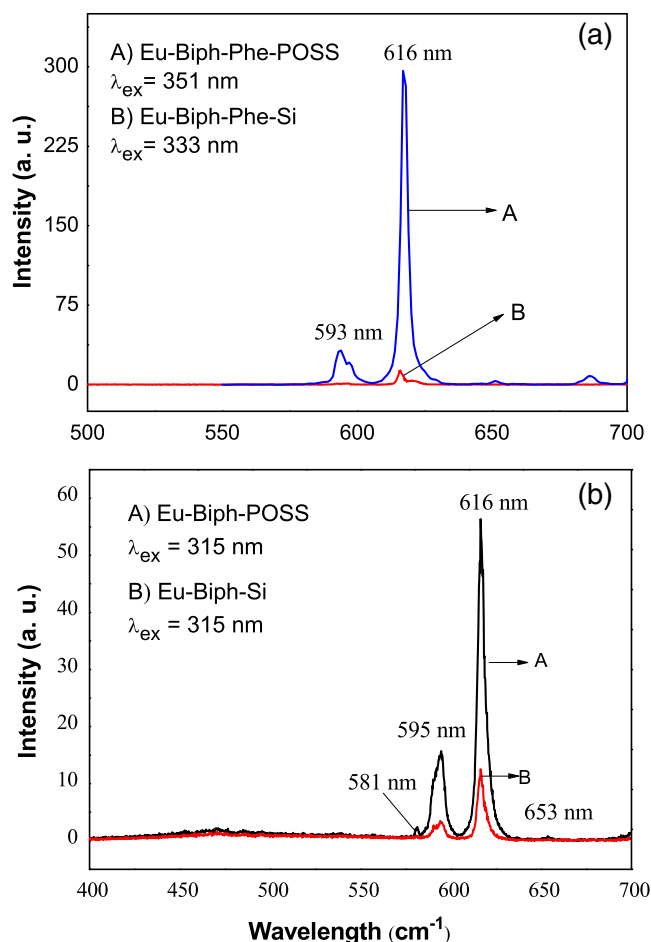 (a)
A) Eu-Biph-Phe-POSS
λex= 351 nm
B) Eu-Biph-Phe-Si
λex= 333 nm
616 nm
A
B
593 nm
Intensity (a. u.)
300
225
150
75
0
500 550 600 650 700
(b)
A) Eu-Biph-POSS
λex = 315 nm
B) Eu-Biph-Si
λex = 315 nm
616 nm
A
595 nm
B
581 nm
653 nm
Intensity (a. u.)
60
50
40
30
20
10
0
400 450 500 550 600 650 700
Wavelength (cm-1)